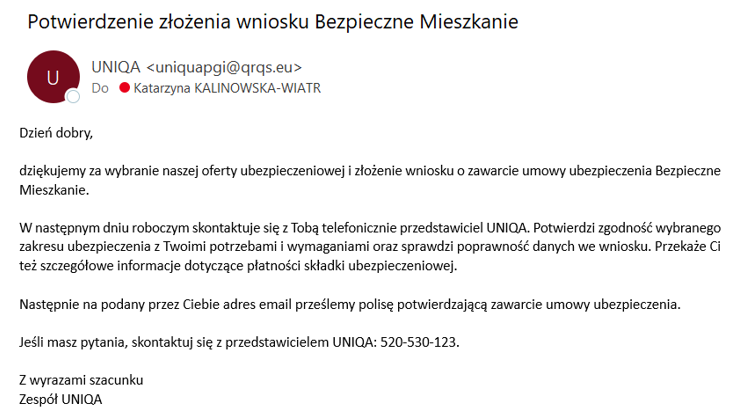 Potwierdzenie złożenia wniosku Bezpieczne Mieszkanie
U
UNIQA <uniquapgi@qrqs.eu>
Do Katarzyna KALINOWSKA-WIATR
Dzień dobry,
dziękujemy za wybranie naszej oferty ubezpieczeniowej i złożenie wniosku o zawarcie umowy ubezpieczenia Bezpieczne
Mieszkanie.
W następnym dniu roboczym skontaktuje się z Tobą telefonicznie przedstawiciel UNIQA. Potwierdzi zgodność wybranego
zakresu ubezpieczenia z Twoimi potrzebami i wymaganiami oraz sprawdzi poprawność danych we wniosku. Przekaże Ci
też szczegółowe informacje dotyczące płatności składki ubezpieczeniowej.
Następnie na podany przez Ciebie adres email prześlemy polisę potwierdzającą zawarcie umowy ubezpieczenia.
Jeśli masz pytania, skontaktuj się z przedstawicielem UNIQA: 520-530-123.
Z wyrazami szacunku
Zespół UNIQA